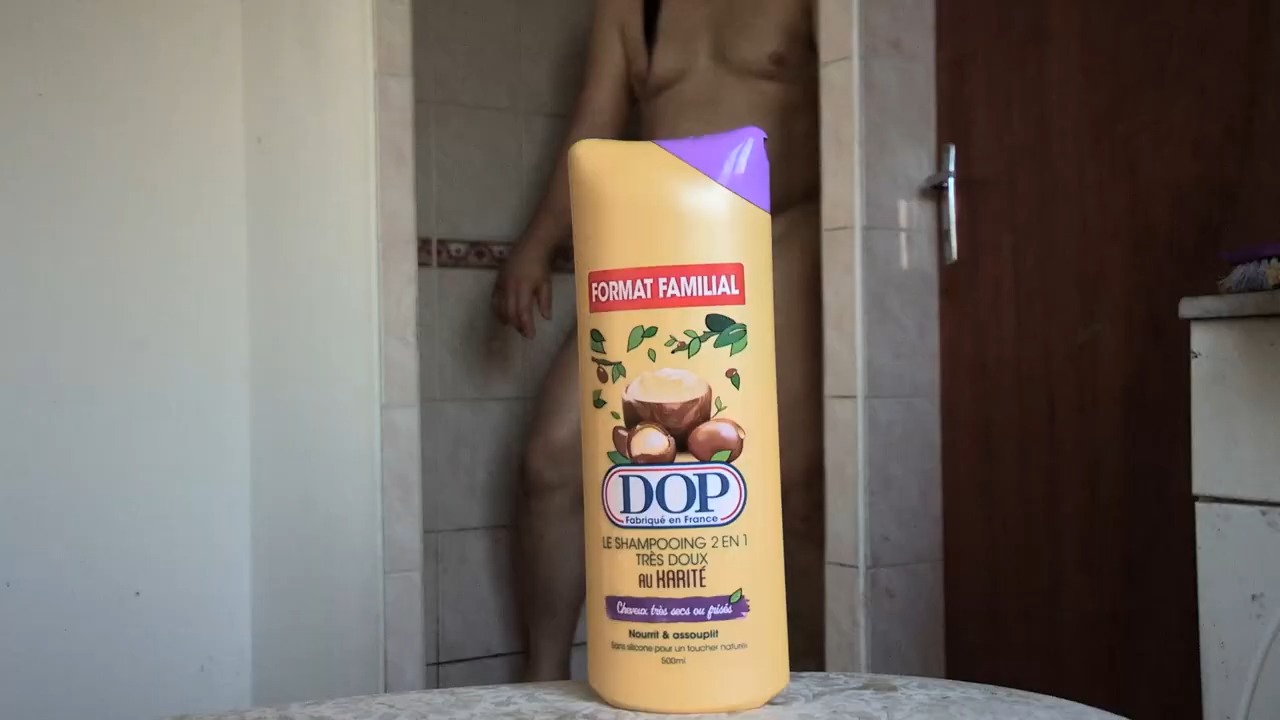 FORMAT FAMILIAL
DOP
Fabriqué en France
LE SHAMPOOING 2 EN 1
TRÈS DOUX
AU KARITÉ
Cheveux très secs ou frisés
Nourrit & assouplit
Sans silicone pour un toucher naturel
500ml